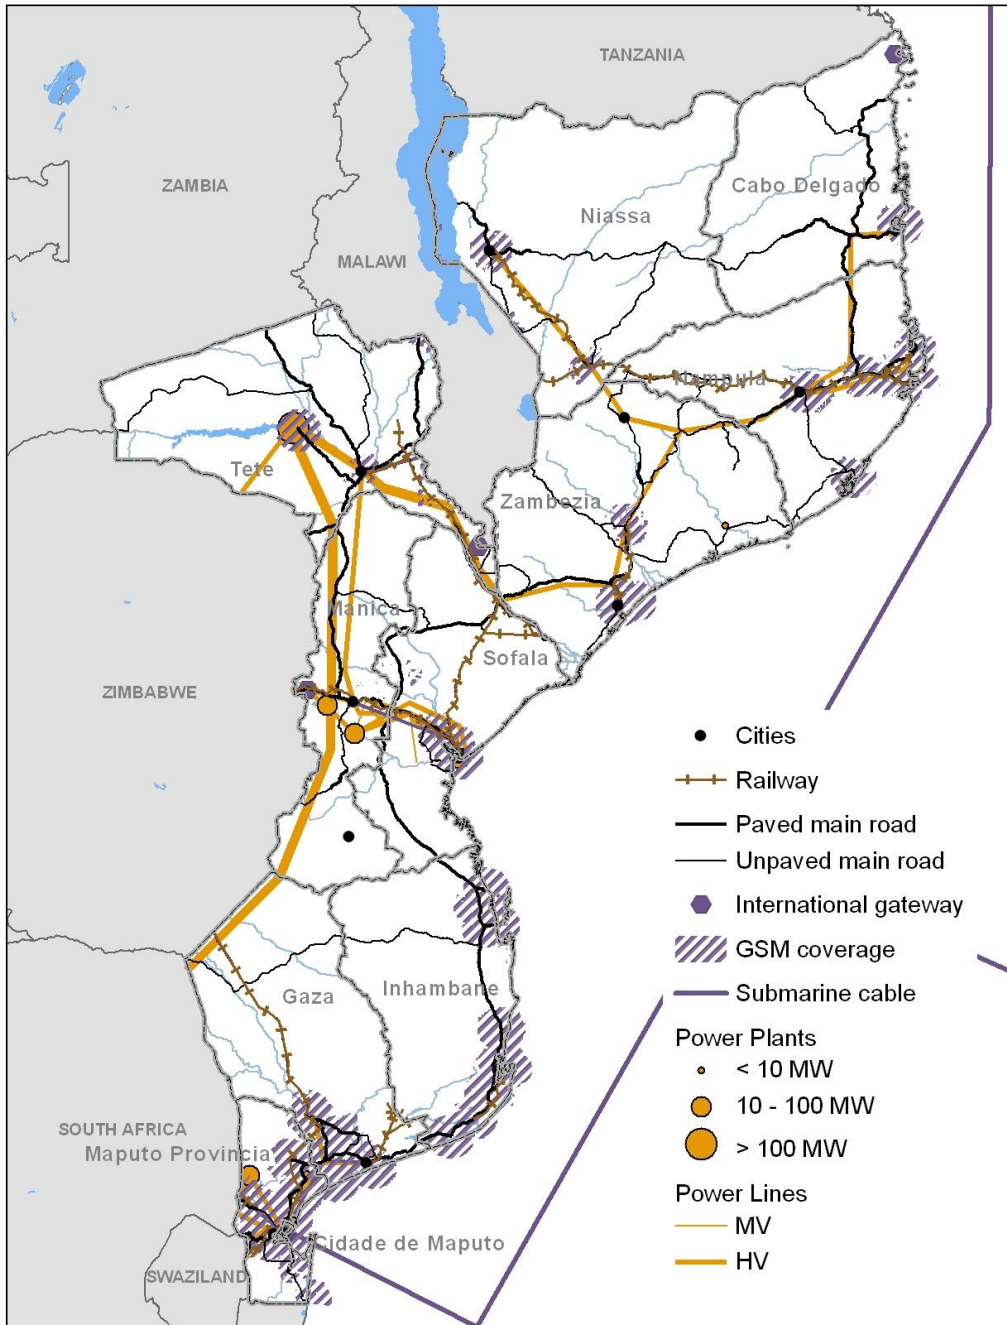 TANZANIA
ZAMBIA
Cabo Delgado
Niassa
MALAWI
Nampula
Tete
Zambezia
Manica
Sofala
ZIMBABWE
Cities
Railway
Paved main road
Unpaved main road
International gateway
GSM coverage
Submarine cable
Power Plants
< 10 MW
10 - 100 MW
> 100 MW
Power Lines
MV
HV
Gaza
Inhambane
SOUTH AFRICA
Maputo Provincia
Cidade de Maputo
SWAZILAND